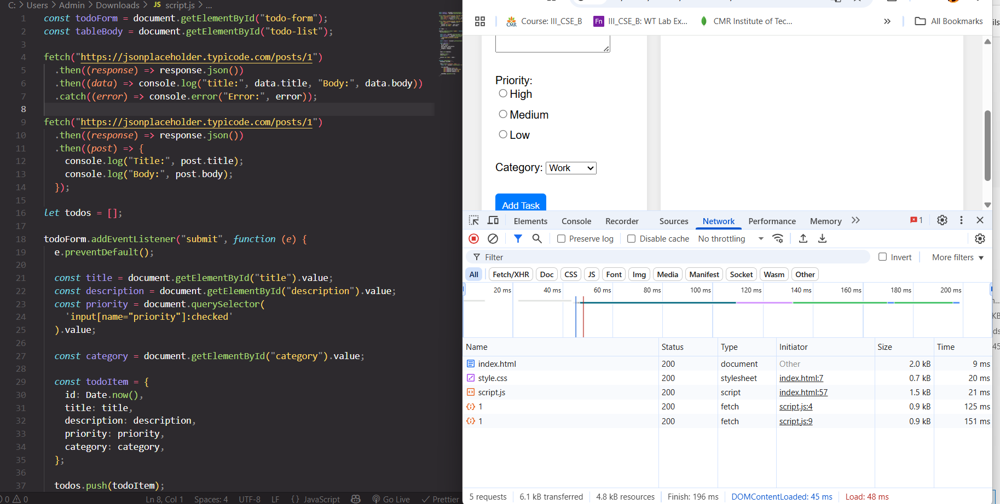 C: > Users > Admin > Downloads > JS script.js > ...
1 const todoForm = document.getElementById("todo-form");
2 const tableBody = document.getElementById("todo-list");
3
4 fetch("https://jsonplaceholder.typicode.com/posts/1")
5 .then((response) => response.json())
6 .then((data) => console.log("title:", data.title, "Body:", data.body))
7 .catch((error) => console.error("Error:", error));
8
9 fetch("https://jsonplaceholder.typicode.com/posts/1")
10 .then((response) => response.json())
11 .then((post) => {
12 console.log("Title:", post.title);
13 console.log("Body:", post.body);
14 });
15
16 let todos = [];
17
18 todoForm.addEventListener("submit", function (e) {
19 e.preventDefault();
20
21 const title = document.getElementById("title").value;
22 const description = document.getElementById("description").value;
23 const priority = document.querySelector(
24 'input[name="priority"]:checked'
25 ).value;
26
27 const category = document.getElementById("category").value;
28
29 const todoItem = {
30 id: Date.now(),
31 title: title,
32 description: description,
33 priority: priority,
34 category: category,
35 };
36
37 todos.push(todoItem);
0 0 Ln 8, Col 1 Spaces: 4 UTF-8 LF {} JavaScript Go Live Prettier
CMR Course: III_CSE_B Fn III_CSE_B: WT Lab Ex... CMR Institute of Tec... » All Bookmarks
Priority:
High
Medium
Low
Category: Work
Add Task
Elements Console Recorder Sources Network Performance Memory 1
Preserve log Disable cache No throttling
Filter Invert More filters
All Fetch/XHR Doc CSS JS Font Img Media Manifest Socket Wasm Other
20 ms 40 ms 60 ms 80 ms 100 ms 120 ms 140 ms 160 ms 180 ms 200 ms
Name Status Type Initiator Size Time
index.html 200 document Other 2.0 kB 9 ms
style.css 200 stylesheet index.html:7 0.7 kB 20 ms
script.js 200 script index.html:57 1.5 kB 21 ms
1 200 fetch script.js:4 0.9 kB 125 ms
1 200 fetch script.js:9 0.9 kB 151 ms
5 requests 6.1 kB transferred 4.8 kB resources Finish: 196 ms DOMContentLoaded: 45 ms Load: 48 ms